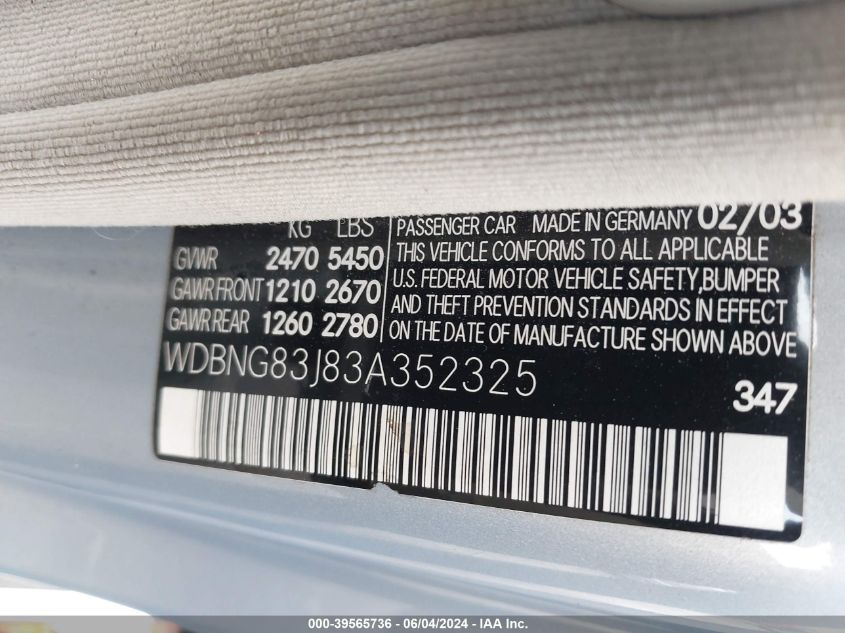 KG LBS
GVWR 2470 5450
GAWR FRONT 1210 2670
GAWR REAR 1260 2780
PASSENGER CAR MADE IN GERMANY 02/03
THIS VEHICLE CONFORMS TO ALL APPLICABLE
U.S. FEDERAL MOTOR VEHICLE SAFETY,BUMPER
AND THEFT PREVENTION STANDARDS IN EFFECT
ON THE DATE OF MANUFACTURE SHOWN ABOVE
WDBNG83J83A352325
347
000-39565736 - 06/04/2024 - IAA Inc.